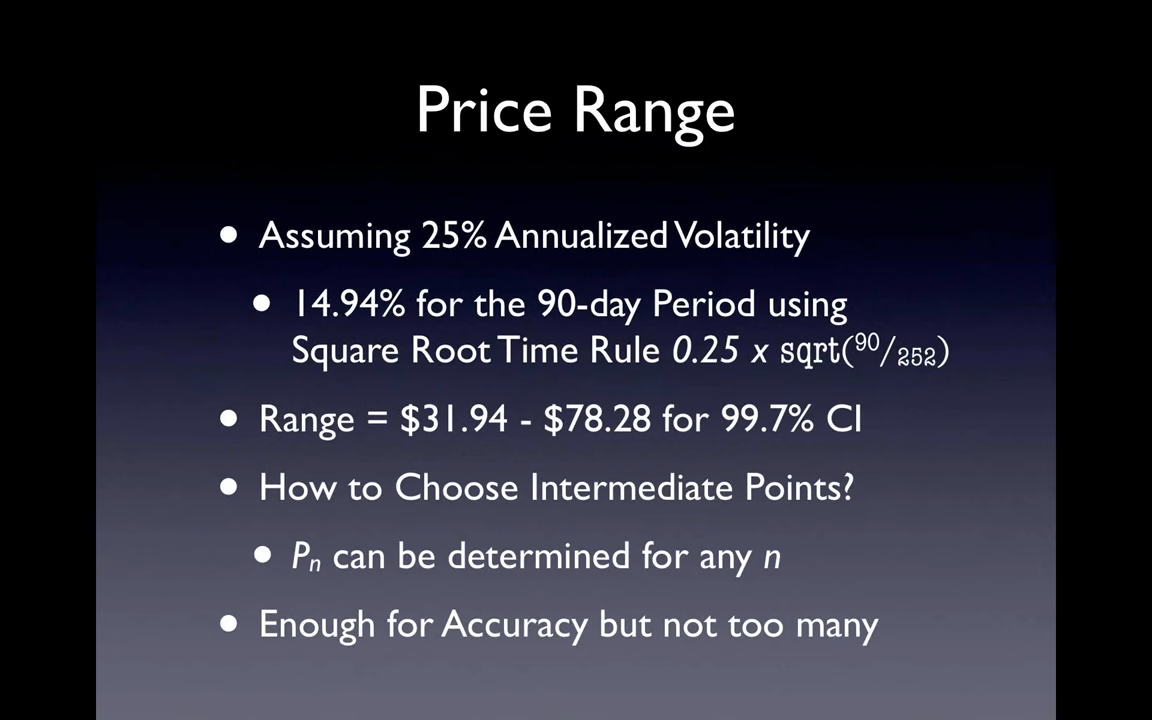 Price Range
• Assuming 25% Annualized Volatility
• 14.94% for the 90-day Period using
Square Root Time Rule 0.25 x sqrt(⁹⁰/₂₅₂)
• Range = $31.94 - $78.28 for 99.7% CI
• How to Choose Intermediate Points?
• Pₙ can be determined for any n
• Enough for Accuracy but not too many